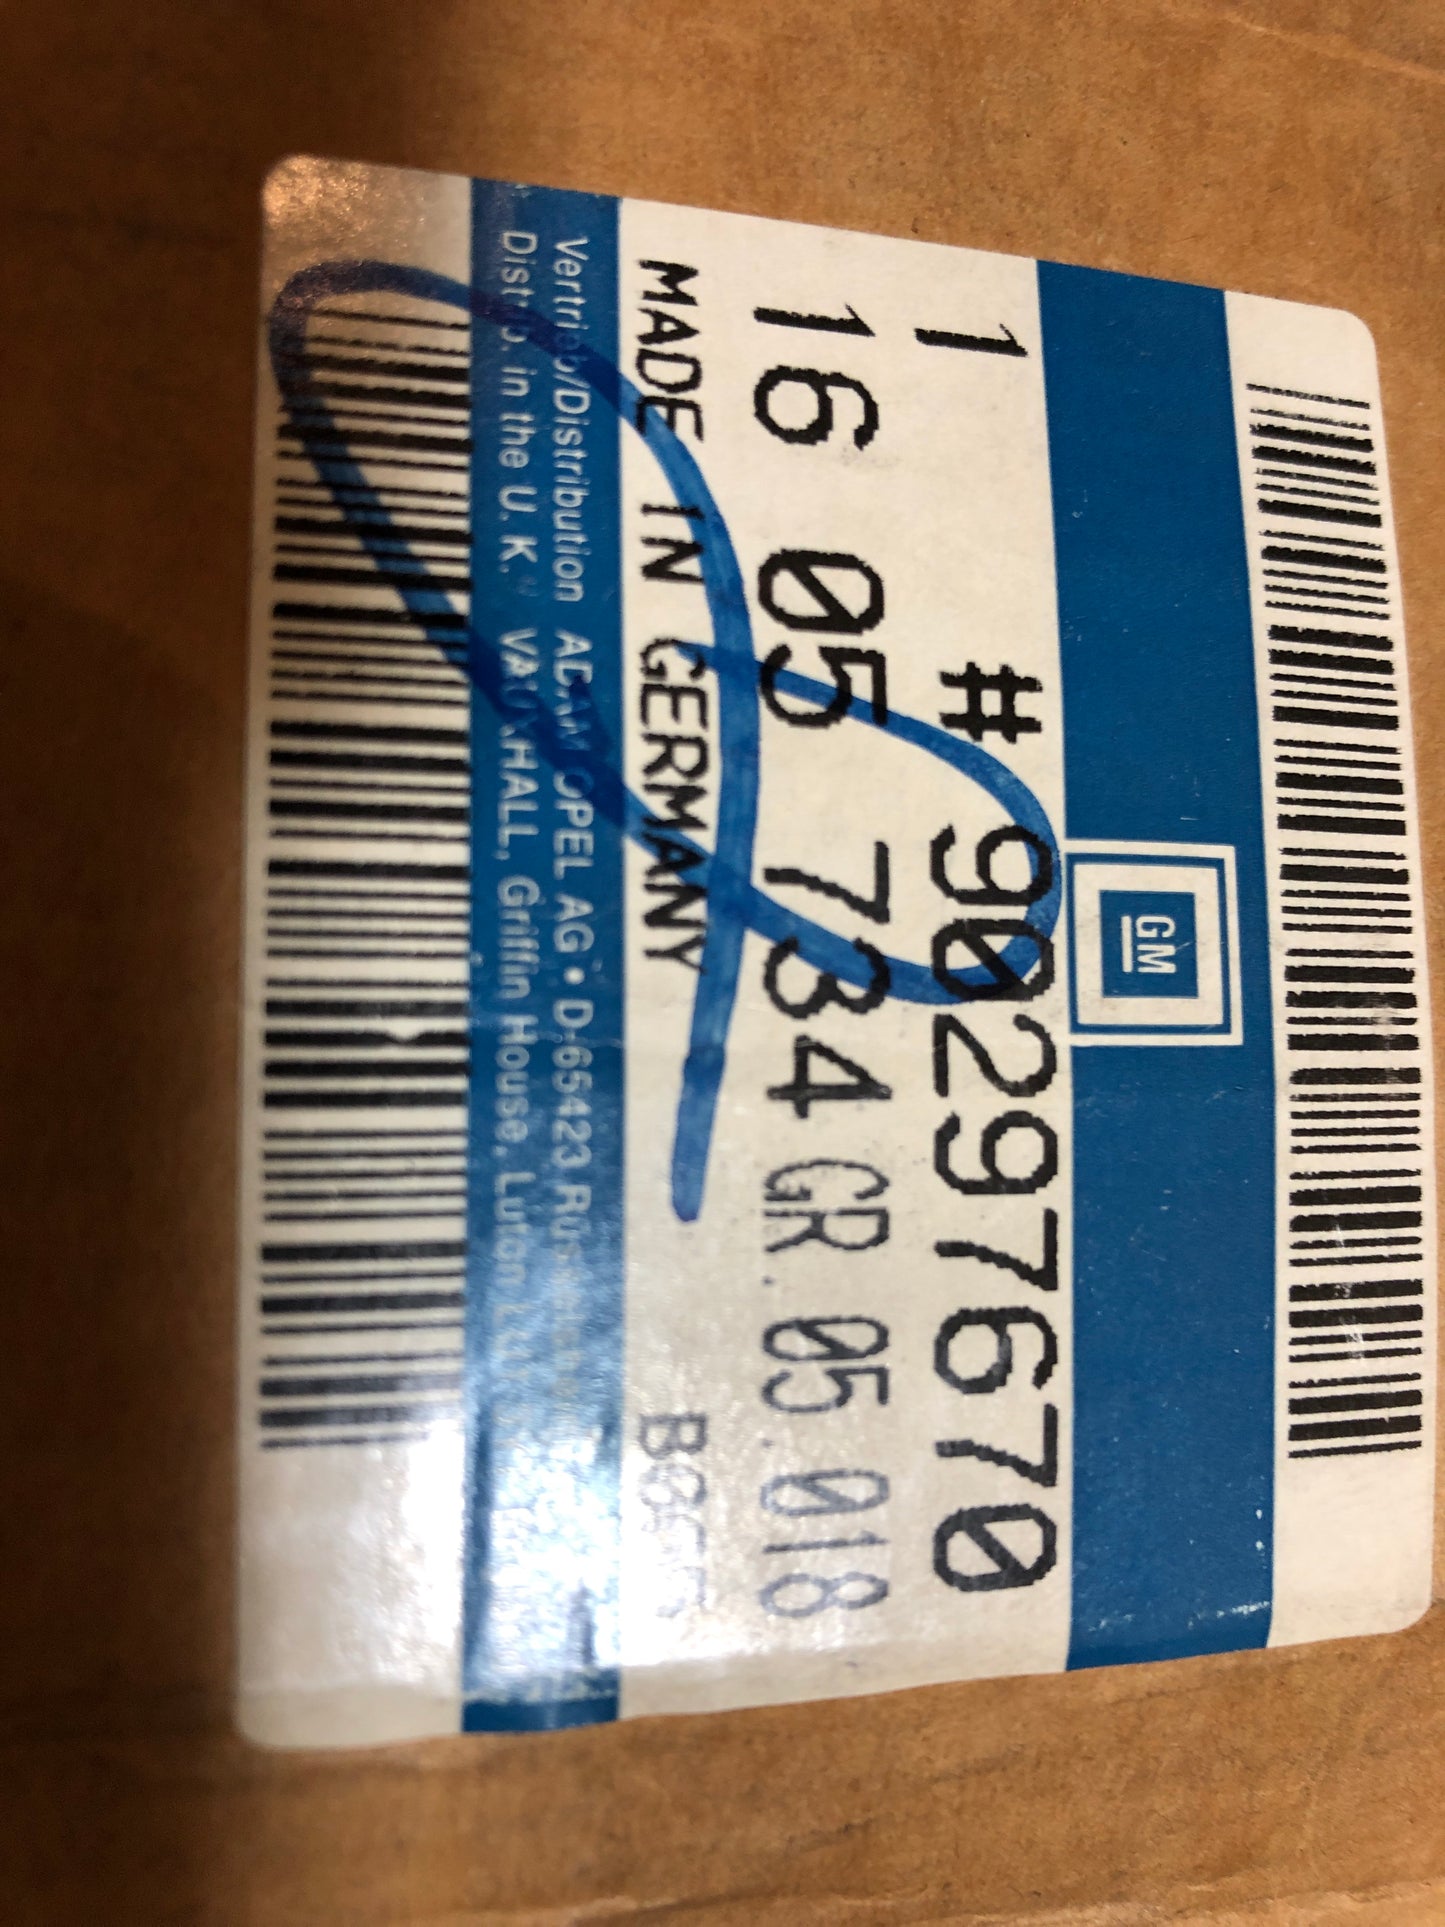 GM
1 # 90297670
16 05 734 GR. 05.018
MADE IN GERMANY
Vertrieb/Distribution ADAM OPEL AG • D-65423
Distrib. in the U.K. VAUXHALL, Griffin House, Luton